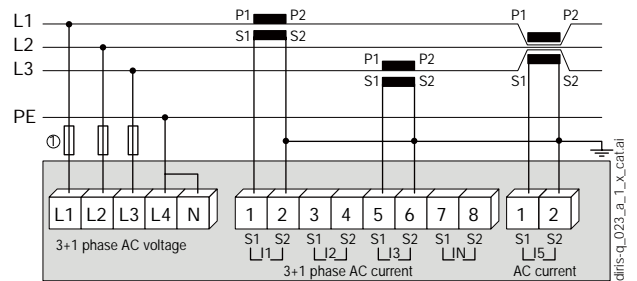 L1 P1 P2 P1 P2
S1 S2
L2
P1 P2
L3 S1 S2 S1 S2
PE
①
L1 L2 L3 L4 N 1 2 3 4 5 6 7 8 1 2
S1 S2 S1 S2 S1 S2 S1 S2 S1 S2
I1 I2 I3 IN I5
3+1 phase AC voltage
3+1 phase AC current AC current
diris-q_023_a_1_x_cat.ai